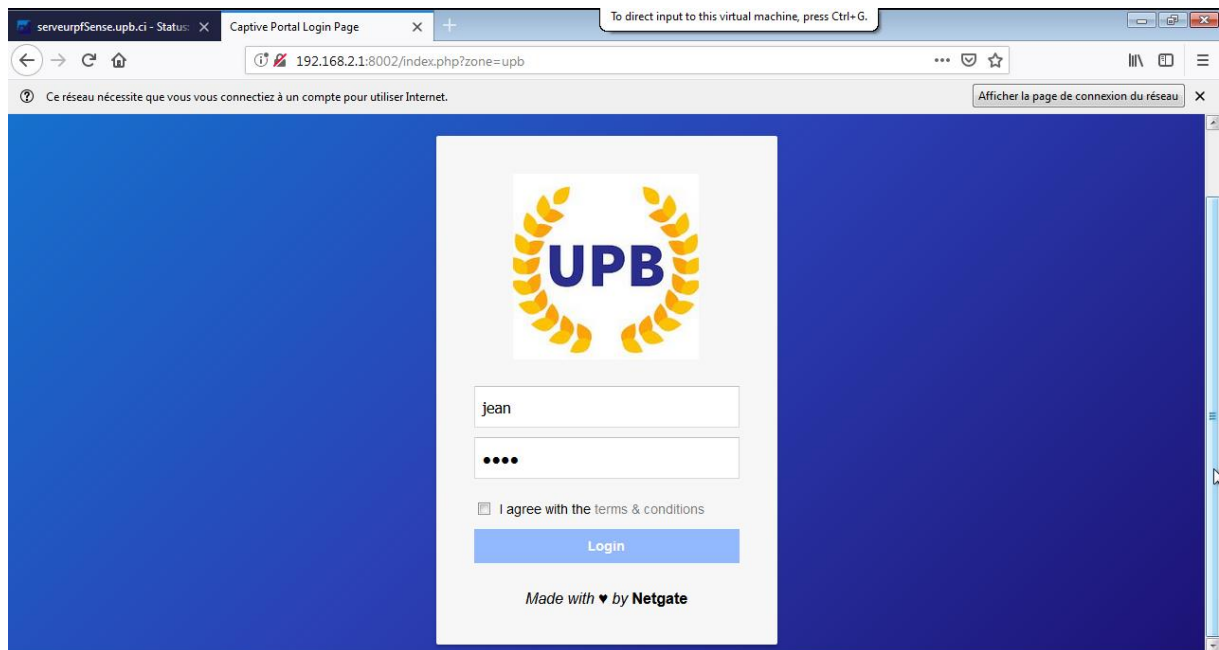 To direct input to this virtual machine, press Ctrl+G.
serveurpfSense.upb.ci - Status:
Captive Portal Login Page
192.168.2.1:8002/index.php?zone=upb
Ce réseau nécessite que vous vous connectiez à un compte pour utiliser Internet.
Afficher la page de connexion du réseau
UPB
jean
••••
I agree with the terms & conditions
Login
Made with ♥ by Netgate